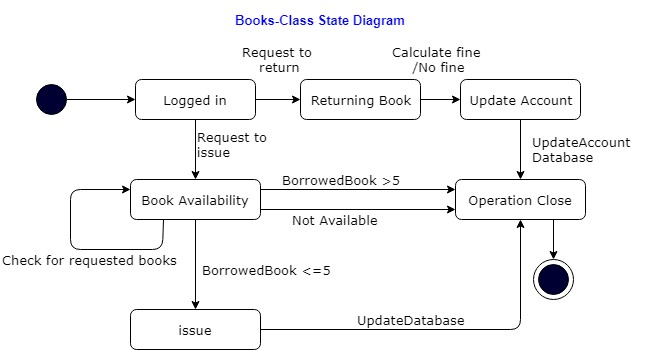 Books-Class State Diagram
Request to
return
Calculate fine
/No fine
Logged in
Returning Book
Update Account
Request to
issue
UpdateAccount
Database
Book Availability
BorrowedBook >5
Not Available
Operation Close
Check for requested books
BorrowedBook <=5
issue
UpdateDatabase